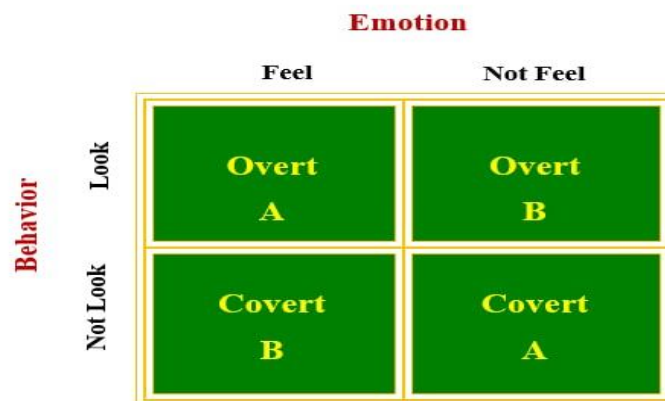 Emotion
Feel Not Feel
Behavior
Look
Overt Overt
A B
Not Look
Covert Covert
B A